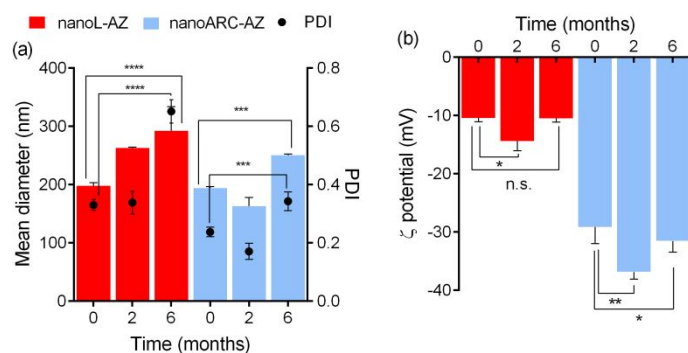 nanoL-AZ nanoARC-AZ PDI
(a)
Mean diameter (nm)
400
300
200
100
0
****
****
***
***
0.8
0.6
0.4
0.2
0.0
PDI
0 2 6 0 2 6
Time (months)
(b)
Time (months)
0 2 6 0 2 6
ζ potential (mV)
0
-10
-20
-30
-40
*
n.s.
**
*